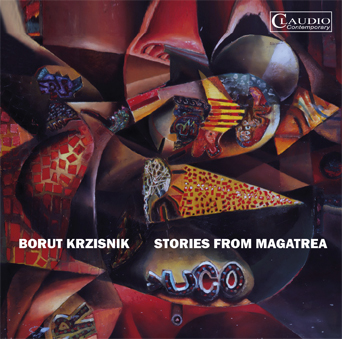 CLAUDIO
Contemporary
BORUT KRZISNIK STORIES FROM MAGATREA
UCO
R